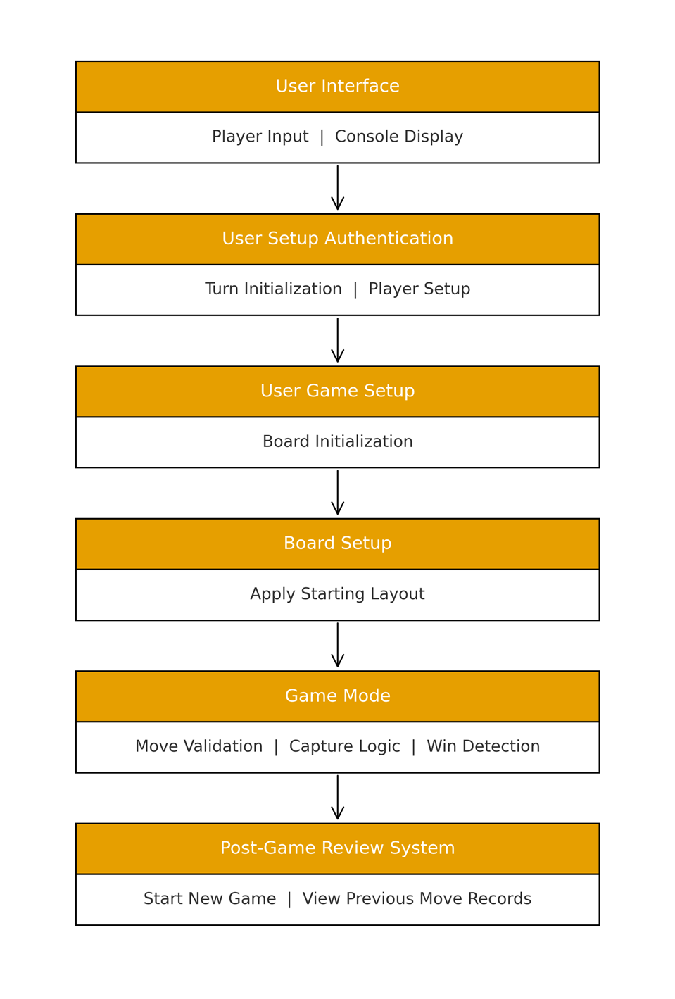 User Interface
Player Input | Console Display
User Setup Authentication
Turn Initialization | Player Setup
User Game Setup
Board Initialization
Board Setup
Apply Starting Layout
Game Mode
Move Validation | Capture Logic | Win Detection
Post-Game Review System
Start New Game | View Previous Move Records